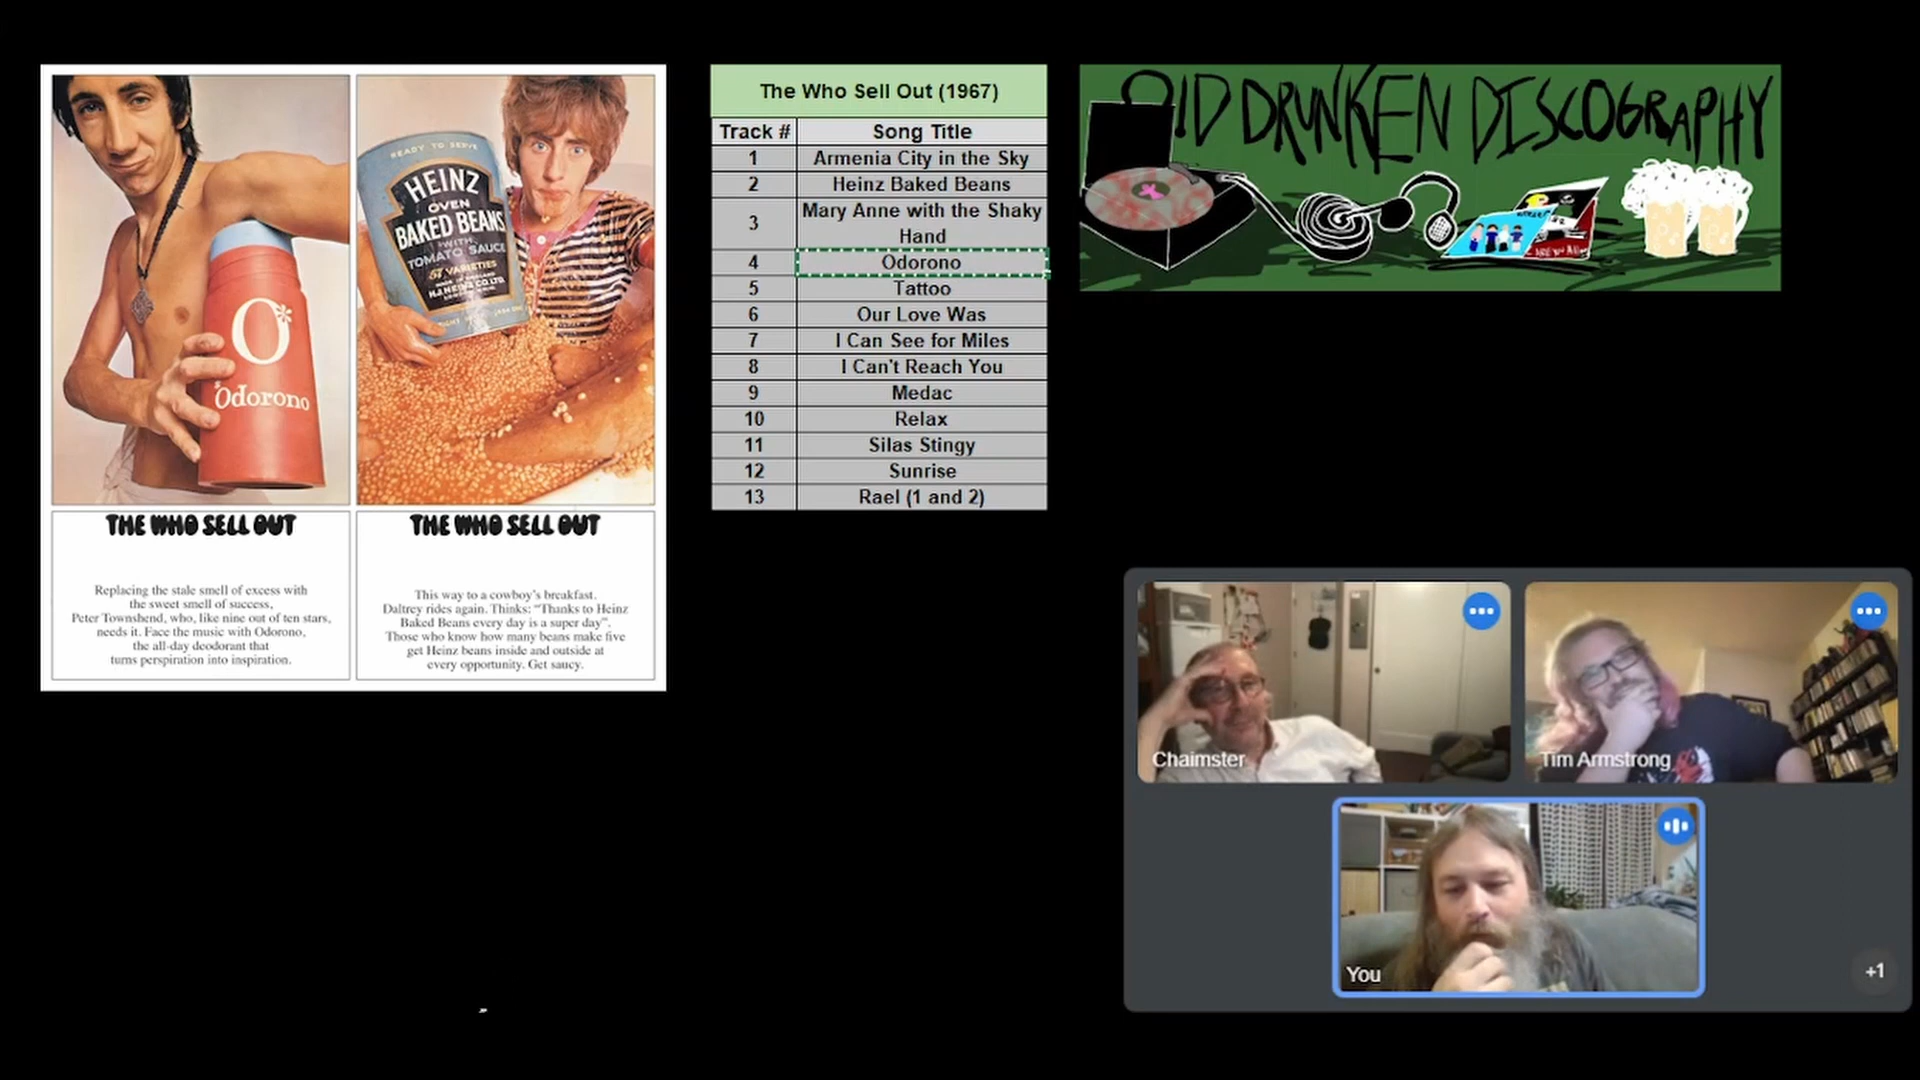 READY TO SERVE
HEINZ
OVEN
BAKED BEANS
WITH
TOMATO SAUCE
57 VARIETIES
O
Odorono
THE WHO SELL OUT
Replacing the stale smell of excess with
the sweet smell of success,
Peter Townshend, who, like nine out of ten stars,
needs it. Face the music with Odorono,
the all-day deodorant that
turns perspiration into inspiration.
THE WHO SELL OUT
This way to a cowboy's breakfast.
Daltrey rides again. Thinks: "Thanks to Heinz
Baked Beans every day is a super day".
Those who know how many beans make five
get Heinz beans inside and outside at
every opportunity. Get saucy.
The Who Sell Out (1967)
Track # Song Title
1 Armenia City in the Sky
2 Heinz Baked Beans
3 Mary Anne with the Shaky
Hand
4 Odorono
5 Tattoo
6 Our Love Was
7 I Can See for Miles
8 I Can't Reach You
9 Medac
10 Relax
11 Silas Stingy
12 Sunrise
13 Rael (1 and 2)
OID DRUNKEN DISCOGRAPHY
Chaimster
Tim Armstrong
You
+1